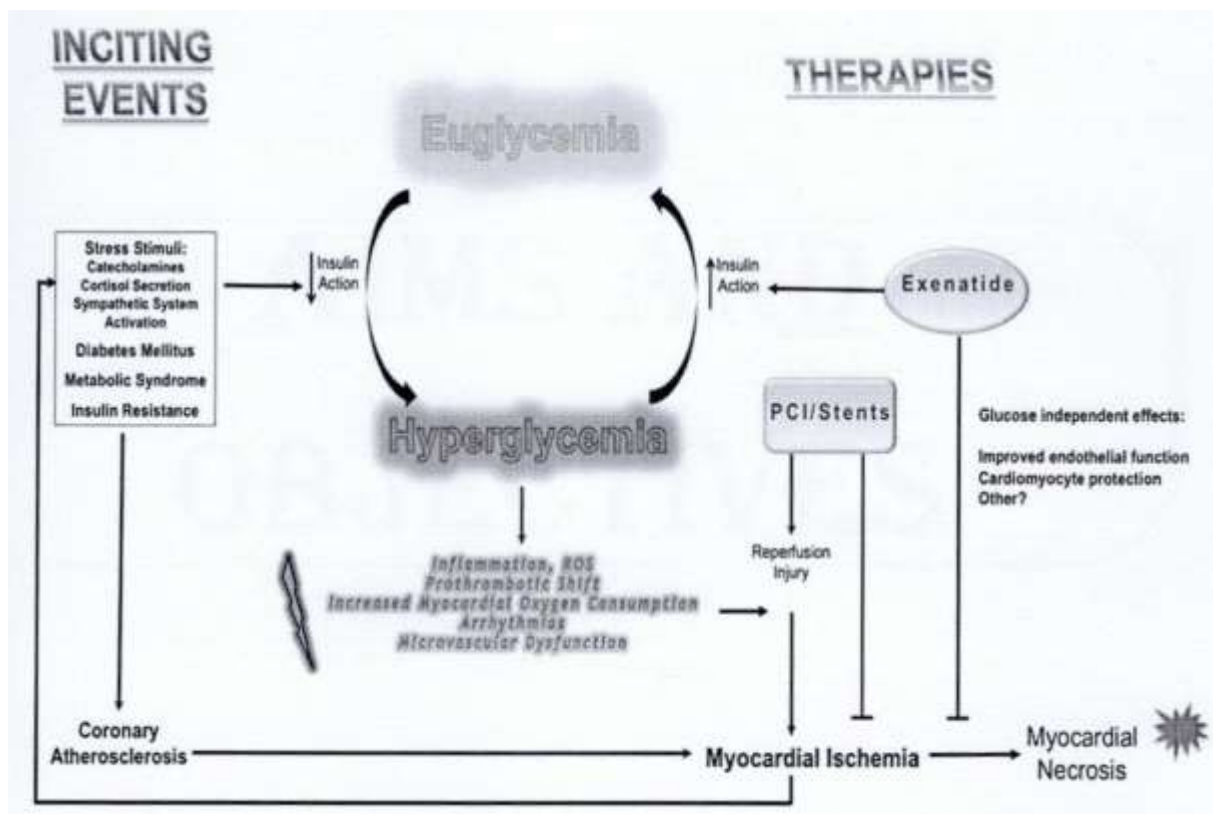 INCITING
EVENTS
THERAPIES
Euglycemia
Stress Stimuli:
Catecholamines
Cortisol Secretion
Sympathetic System
Activation
Diabetes Mellitus
Metabolic Syndrome
Insulin Resistance
Insulin
Action
Insulin
Action
Exenatide
PCI/Stents
Hyperglycemia
Glucose independent effects:
Improved endothelial function
Cardiomyocyte protection
Other?
Reperfusion
Injury
Inflammation, ROS
Prothrombotic Shift
Increased Myocardial Oxygen Consumption
Arrhythmias
Microvascular Dysfunction
Coronary
Atherosclerosis
Myocardial Ischemia
Myocardial
Necrosis